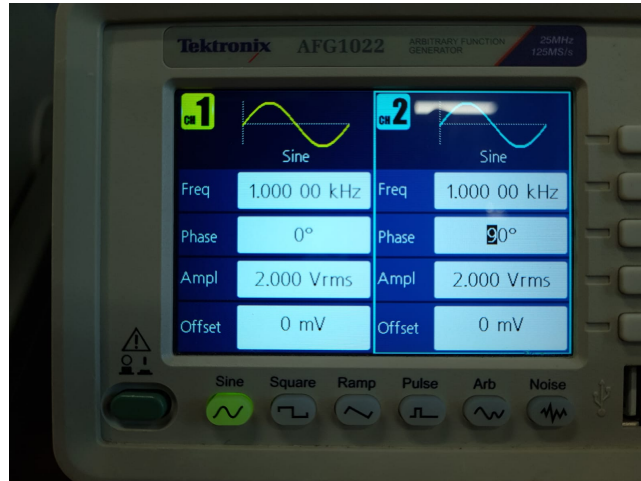 Tektronix AFG1022 ARBITRARY FUNCTION GENERATOR 25MHz 125MS/s
CH 1
Sine
Freq 1.000 00 kHz
Phase 0°
Ampl 2.000 Vrms
Offset 0 mV
CH 2
Sine
Freq 1.000 00 kHz
Phase 90°
Ampl 2.000 Vrms
Offset 0 mV
Sine Square Ramp Pulse Arb Noise